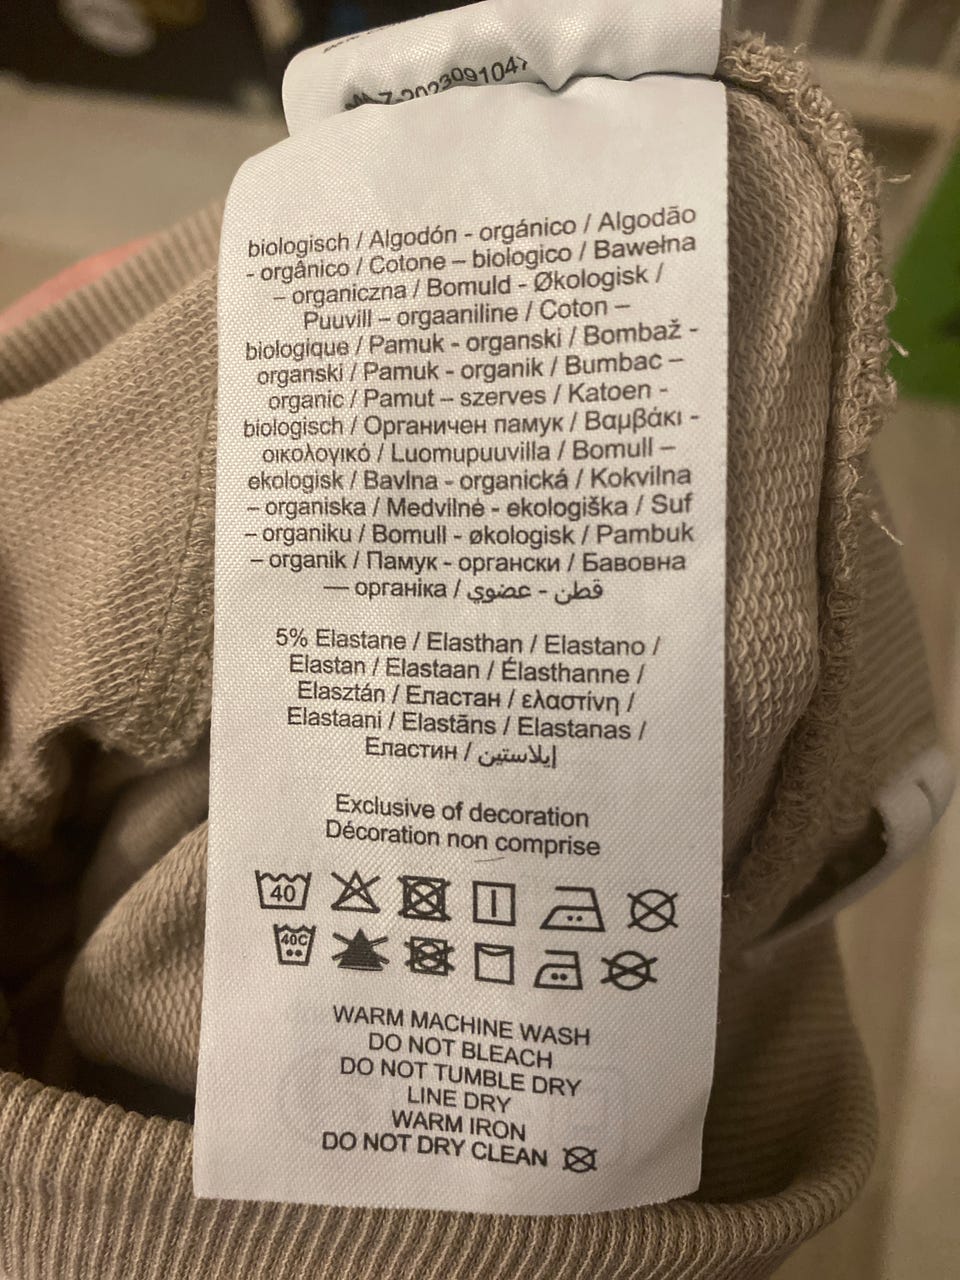 biologisch / Algodón - orgánico / Algodão
- orgânico / Cotone – biologico / Bawełna
– organiczna / Bomuld - Økologisk /
Puuvill – orgaaniline / Coton –
biologique / Pamuk - organski / Bombaž -
organski / Pamuk - organik / Bumbac –
organic / Pamut – szerves / Katoen -
biologisch / Органичен памук / Βαμβάκι -
οικολογικό / Luomupuuvilla / Bomull –
ekologisk / Bavlna - organická / Kokvilna
– organiska / Medvilnė - ekologiška / Suf
– organiku / Bomull - økologisk / Pambuk
– organik / Памук - органски / Бавовна
— органіка / قطن - عضوي
5% Elastane / Elasthan / Elastano /
Elastan / Elastaan / Élasthanne /
Elasztán / Еластан / ελαστίνη /
Elastaani / Elastāns / Elastanas /
Еластин / إيلاستين
Exclusive of decoration
Décoration non comprise
40
40C
WARM MACHINE WASH
DO NOT BLEACH
DO NOT TUMBLE DRY
LINE DRY
WARM IRON
DO NOT DRY CLEAN